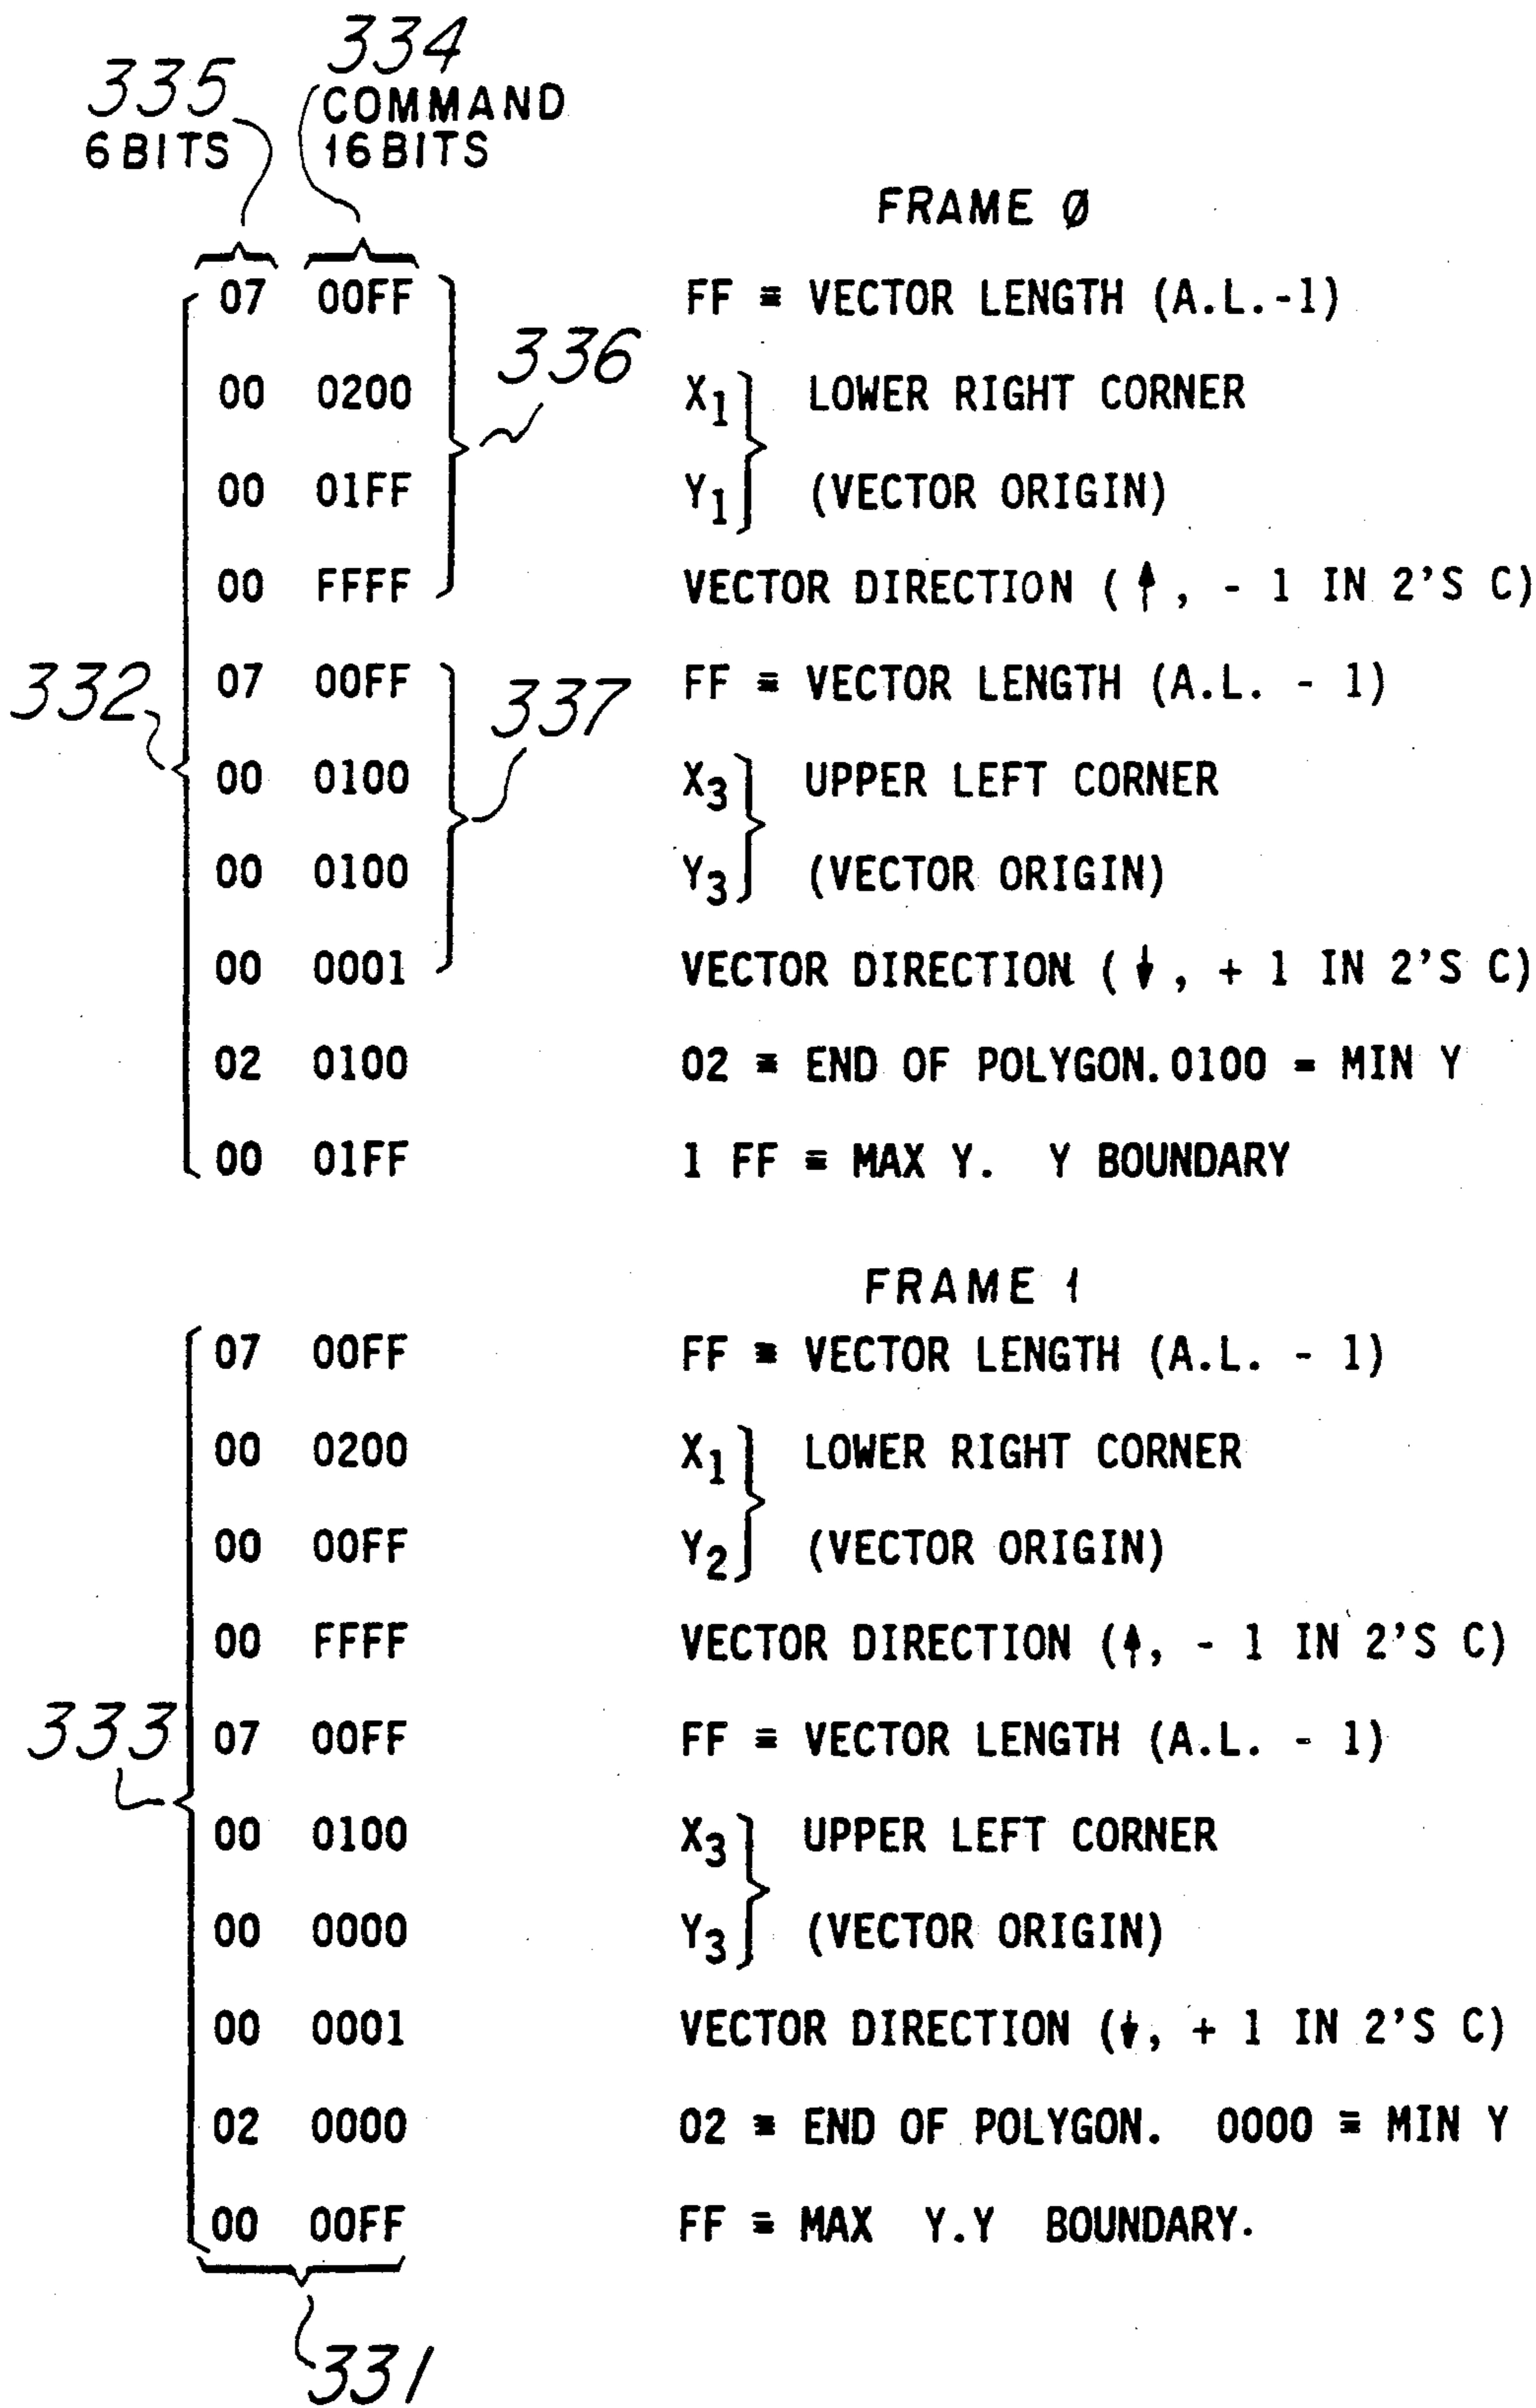 334
335 COMMAND
6 BITS 16 BITS
FRAME Ø
07 00FF FF ≡ VECTOR LENGTH (A.L.-1)
336
00 0200 X1 LOWER RIGHT CORNER
00 01FF Y1 (VECTOR ORIGIN)
00 FFFF VECTOR DIRECTION (↑, - 1 IN 2'S C)
332 07 00FF FF ≡ VECTOR LENGTH (A.L. - 1)
337
00 0100 X3 UPPER LEFT CORNER
00 0100 Y3 (VECTOR ORIGIN)
00 0001 VECTOR DIRECTION (↓, + 1 IN 2'S C)
02 0100 02 ≡ END OF POLYGON. 0100 = MIN Y
00 01FF 1 FF ≡ MAX Y. Y BOUNDARY
FRAME 1
07 00FF FF ≡ VECTOR LENGTH (A.L. - 1)
00 0200 X1 LOWER RIGHT CORNER
00 00FF Y2 (VECTOR ORIGIN)
00 FFFF VECTOR DIRECTION (↑, - 1 IN 2'S C)
333 07 00FF FF ≡ VECTOR LENGTH (A.L. - 1)
00 0100 X3 UPPER LEFT CORNER
00 0000 Y3 (VECTOR ORIGIN)
00 0001 VECTOR DIRECTION (↓, + 1 IN 2'S C)
02 0000 02 ≡ END OF POLYGON. 0000 ≡ MIN Y
00 00FF FF ≡ MAX Y.Y BOUNDARY.
331